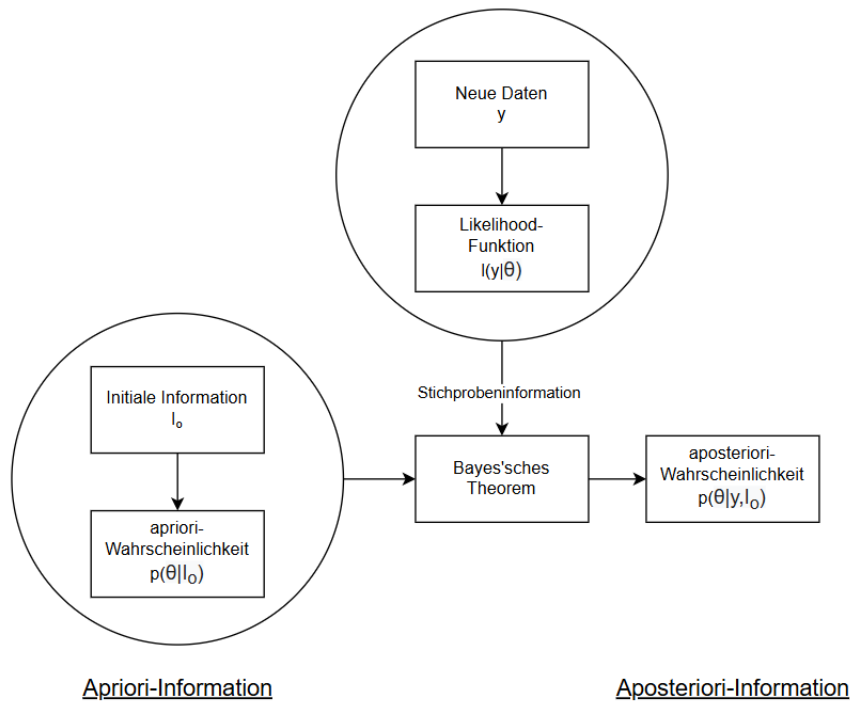 Neue Daten
y
Likelihood-
Funktion
l(y|θ)
Stichprobeninformation
Initiale Information
I₀
apriori-
Wahrscheinlichkeit
p(θ|I₀)
Bayes'sches
Theorem
aposteriori-
Wahrscheinlichkeit
p(θ|y,I₀)
Apriori-Information
Aposteriori-Information